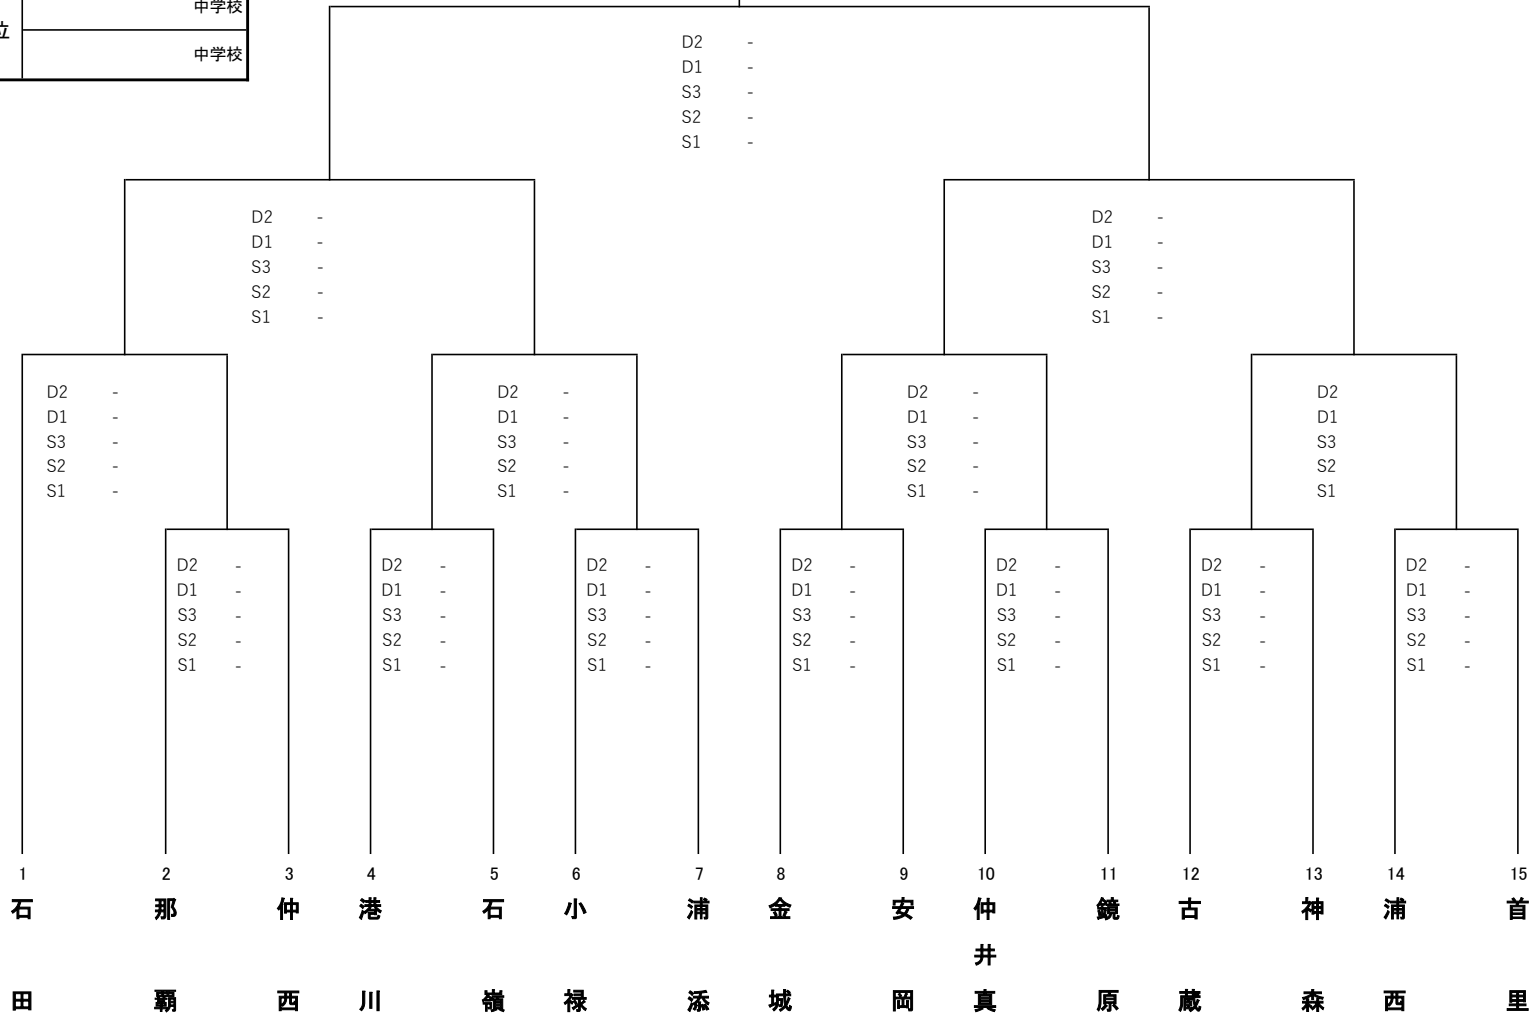 中学校
位
中学校
D2 -
D1 -
S3 -
S2 -
S1 -
D2 - D2 -
D1 - D1 -
S3 - S3 -
S2 - S2 -
S1 - S1 -
D2 - D2 - D2 - D2
D1 - D1 - D1 - D1
S3 - S3 - S3 - S3
S2 - S2 - S2 - S2
S1 - S1 - S1 - S1
D2 - D2 - D2 - D2 - D2 - D2 - D2 -
D1 - D1 - D1 - D1 - D1 - D1 - D1 -
S3 - S3 - S3 - S3 - S3 - S3 - S3 -
S2 - S2 - S2 - S2 - S2 - S2 - S2 -
S1 - S1 - S1 - S1 - S1 - S1 - S1 -
1 2 3 4 5 6 7 8 9 10 11 12 13 14 15
石田
那覇
仲西
港川
石嶺
小禄
浦添
金城
安岡
仲井真
鏡原
古蔵
神森
浦西
首里